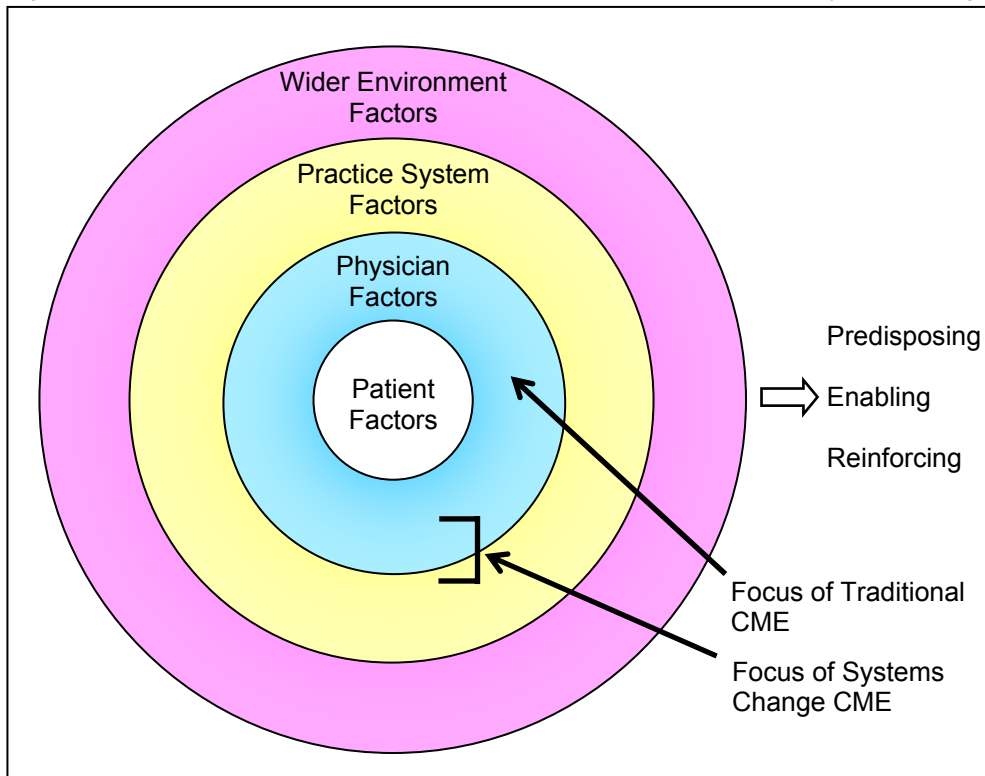 Wider Environment
Factors
Practice System
Factors
Physician
Factors
Patient
Factors
Predisposing
Enabling
Reinforcing
Focus of Traditional
CME
Focus of Systems
Change CME